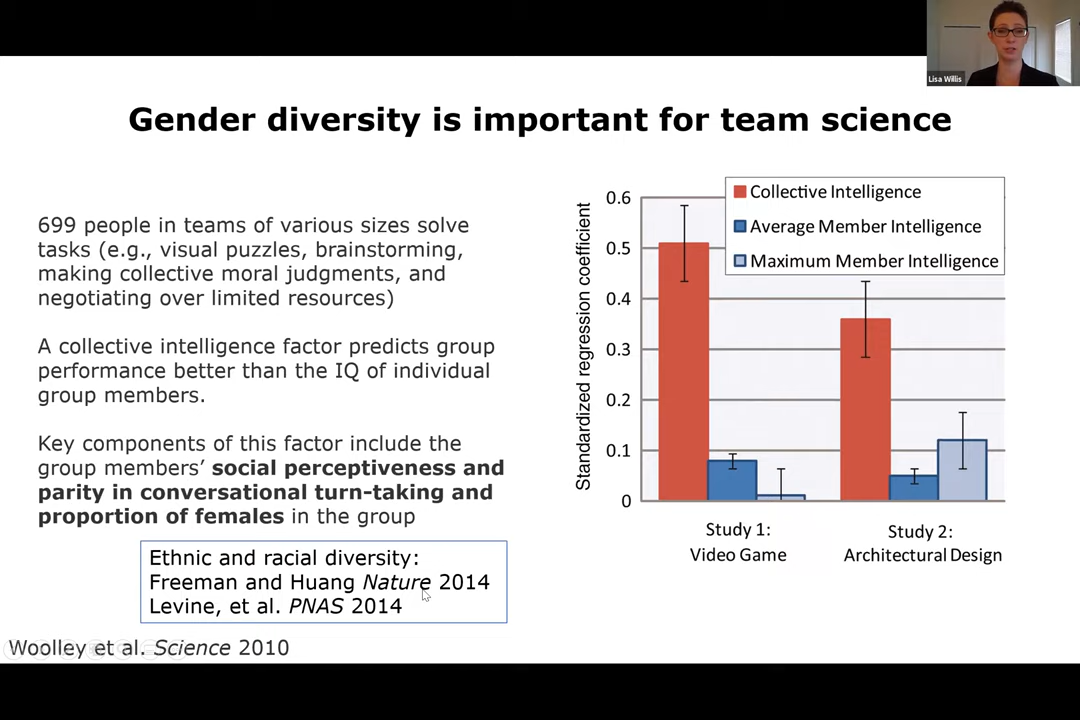 Lisa Willis
Gender diversity is important for team science
699 people in teams of various sizes solve
tasks (e.g., visual puzzles, brainstorming,
making collective moral judgments, and
negotiating over limited resources)
A collective intelligence factor predicts group
performance better than the IQ of individual
group members.
Key components of this factor include the
group members’ social perceptiveness and
parity in conversational turn-taking and
proportion of females in the group
Ethnic and racial diversity:
Freeman and Huang Nature 2014
Levine, et al. PNAS 2014
Woolley et al. Science 2010
Collective Intelligence
Average Member Intelligence
Maximum Member Intelligence
Standardized regression coefficient
0.6
0.5
0.4
0.3
0.2
0.1
0
Study 1:
Video Game
Study 2:
Architectural Design